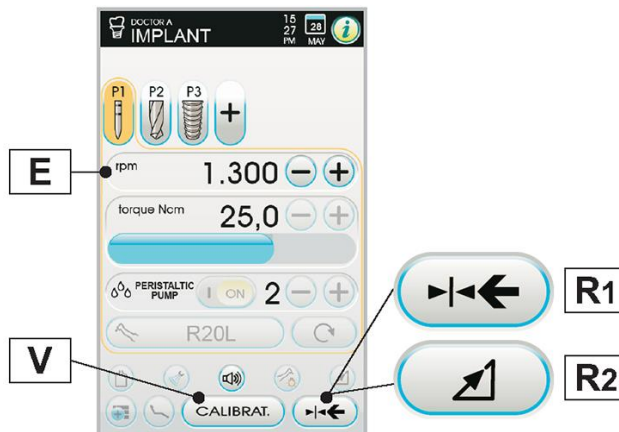 DOCTOR A
IMPLANT
15
27
PM
28
MAY
i
P1
P2
P3
+
E
rpm
1.300
- +
torque Ncm
25,0
- +
PERISTALTIC
PUMP
I ON
2
- +
R20L
V
CALIBRAT.
R1
R2